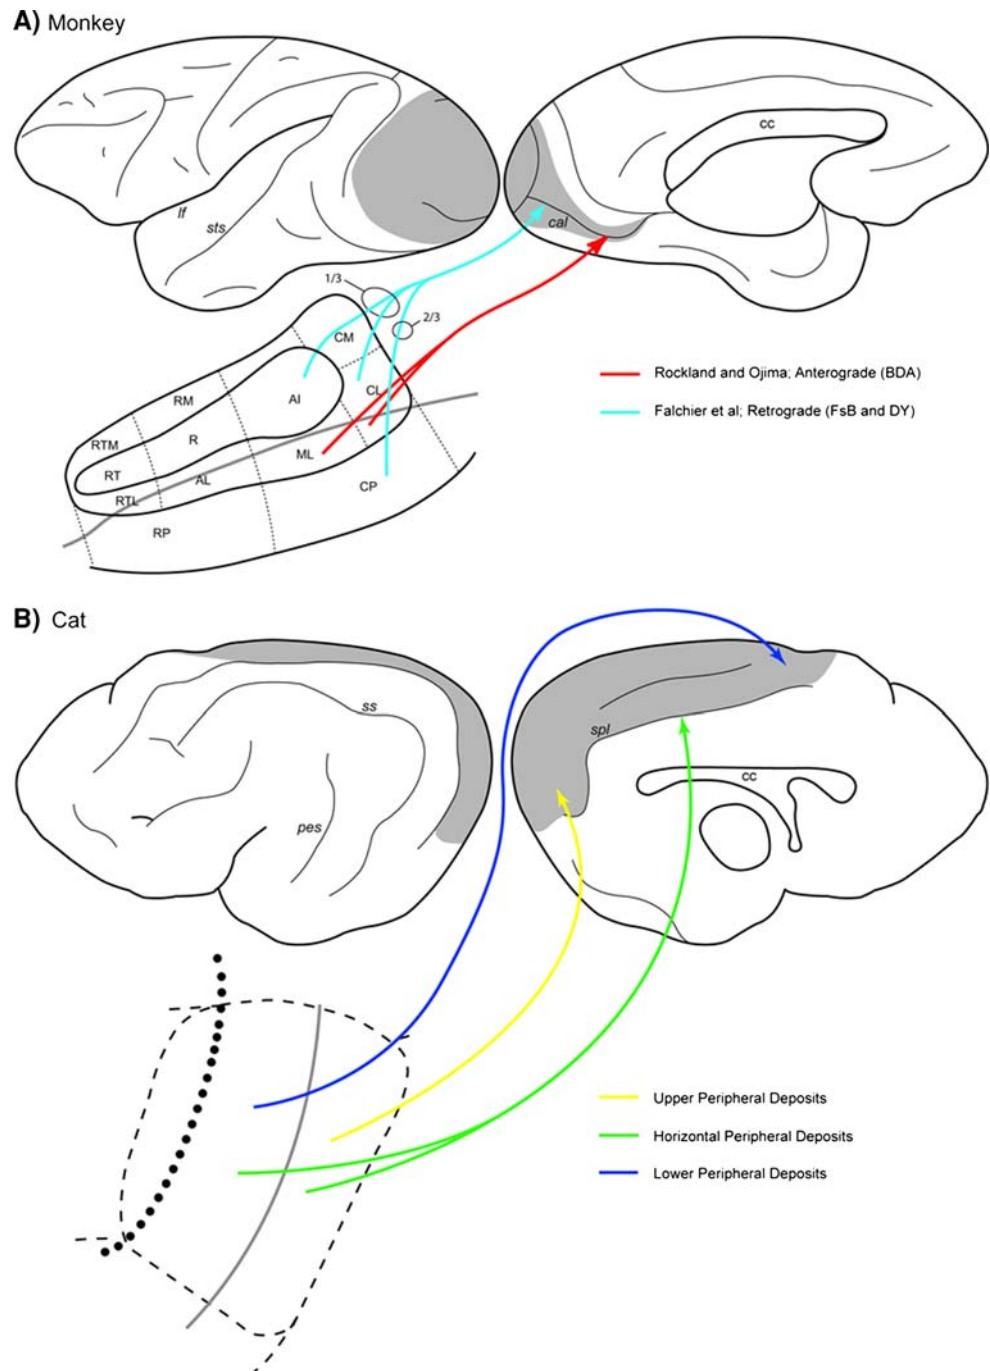 A) Monkey
cc
lf
sts
cal
1/3
2/3
CM
CL
RM
AI
R
RTM
RT
AL
ML
RTL
CP
RP
Rockland and Ojima; Anterograde (BDA)
Falchier et al; Retrograde (FsB and DY)
B) Cat
ss
spl
pes
cc
Upper Peripheral Deposits
Horizontal Peripheral Deposits
Lower Peripheral Deposits